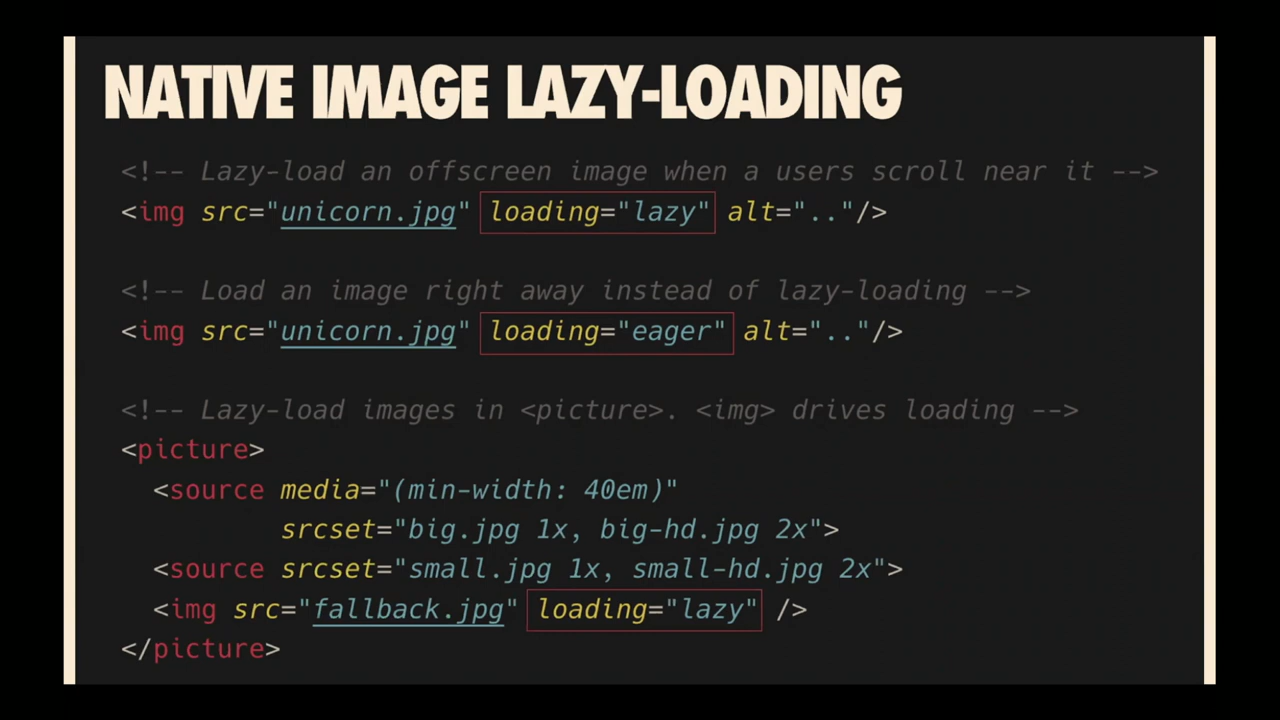 NATIVE IMAGE LAZY-LOADING
<!-- Lazy-load an offscreen image when a users scroll near it -->
<img src="unicorn.jpg" loading="lazy" alt=".."/>
<!-- Load an image right away instead of lazy-loading -->
<img src="unicorn.jpg" loading="eager" alt=".."/>
<!-- Lazy-load images in <picture>. <img> drives loading -->
<picture>
<source media="(min-width: 40em)"
srcset="big.jpg 1x, big-hd.jpg 2x">
<source srcset="small.jpg 1x, small-hd.jpg 2x">
<img src="fallback.jpg" loading="lazy" />
</picture>